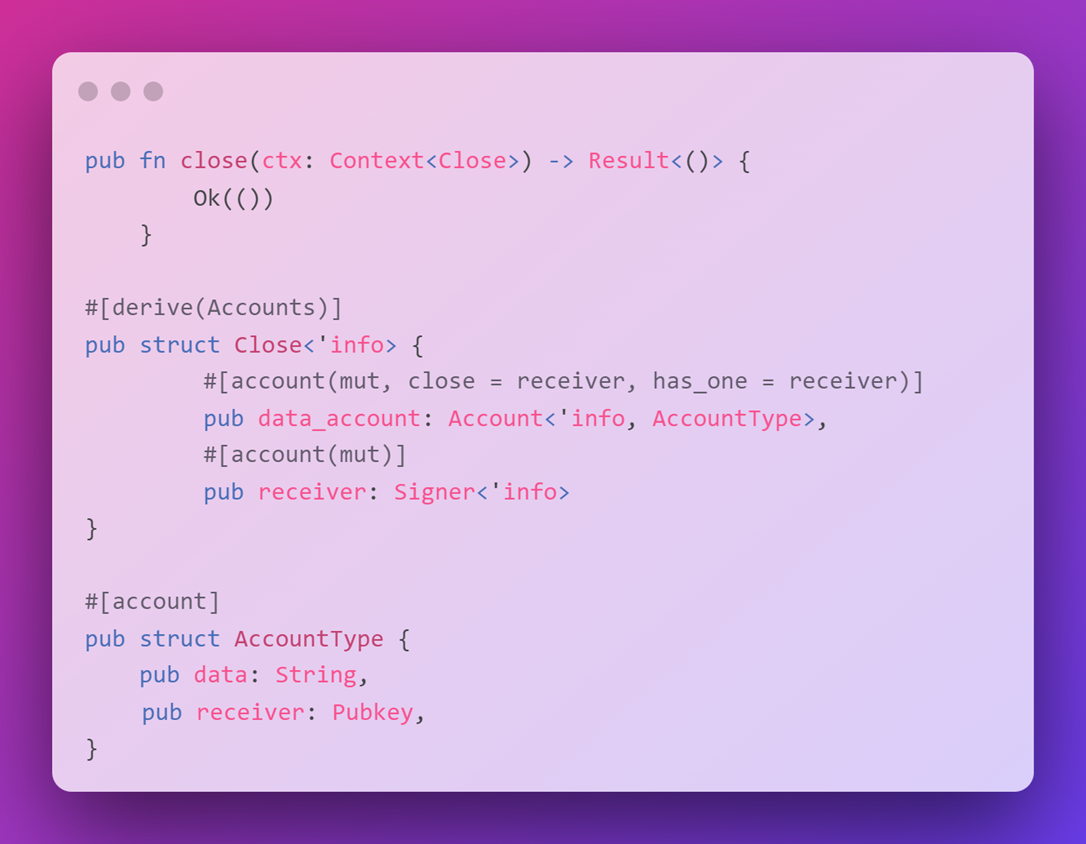 pub fn close(ctx: Context<Close>) -> Result<()> {
        Ok(())
    }
#[derive(Accounts)]
pub struct Close<'info> {
        #[account(mut, close = receiver, has_one = receiver)]
        pub data_account: Account<'info, AccountType>,
        #[account(mut)]
        pub receiver: Signer<'info>
}
#[account]
pub struct AccountType {
    pub data: String,
    pub receiver: Pubkey,
}